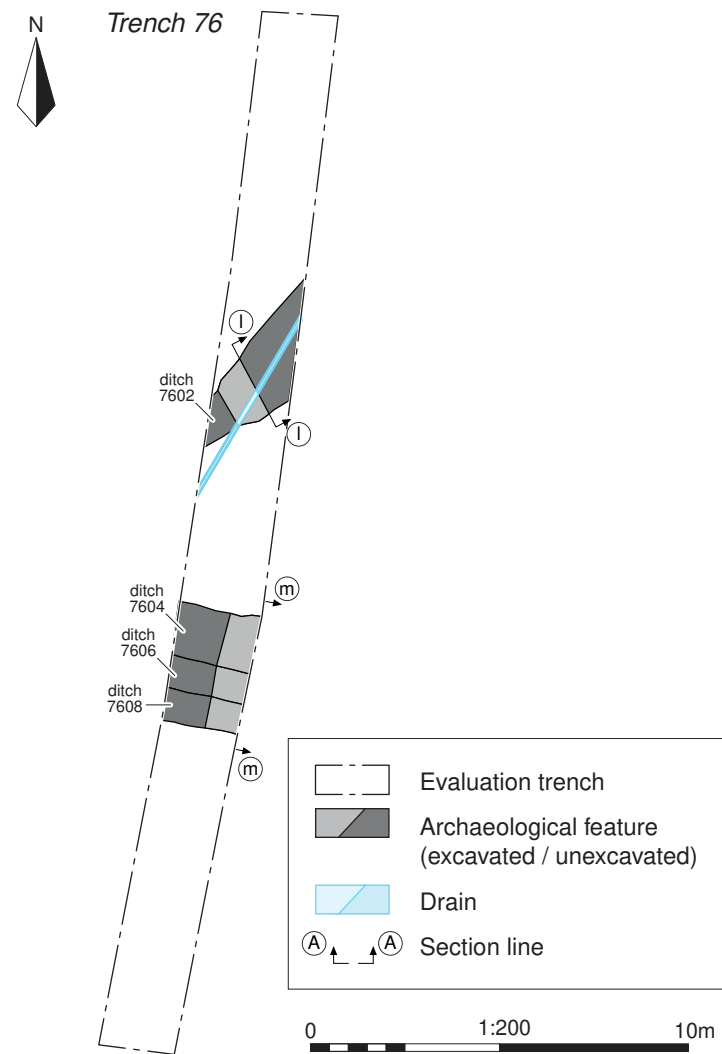 N
Trench 76
l
ditch
7602
l
m
ditch
7604
ditch
7606
ditch
7608
m
Evaluation trench
Archaeological feature
(excavated / unexcavated)
Drain
A A Section line
0 1:200 10m